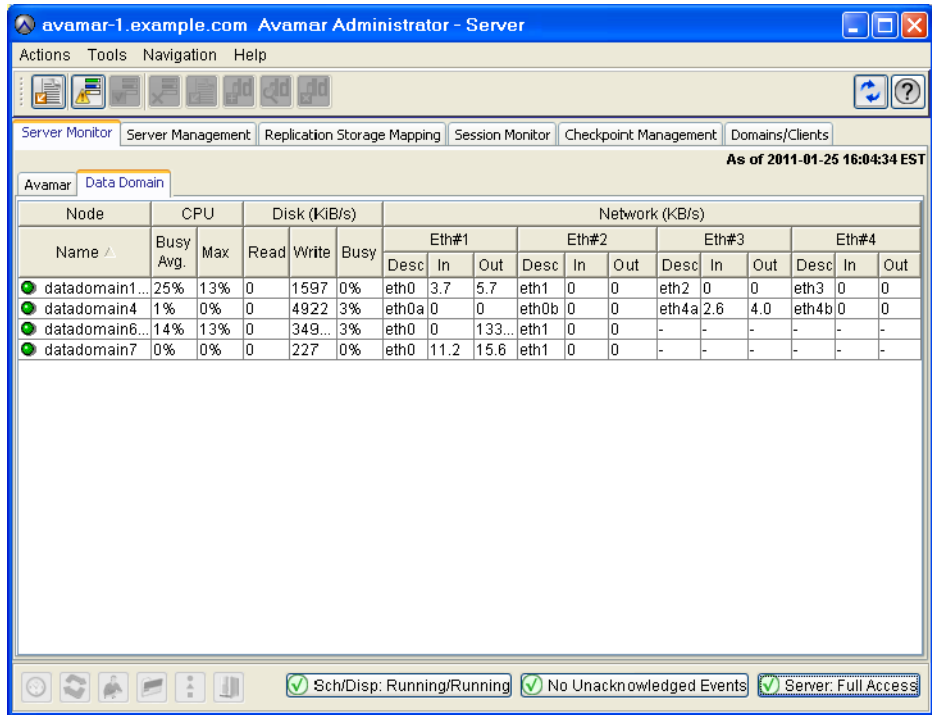 avamar-1.example.com Avamar Administrator - Server
Actions Tools Navigation Help
Server Monitor Server Management Replication Storage Mapping Session Monitor Checkpoint Management Domains/Clients
As of 2011-01-25 16:04:34 EST
Avamar Data Domain
Node CPU Disk (KiB/s) Network (KB/s)
Name Busy Avg. Max Read Write Busy Eth#1 Eth#2 Eth#3 Eth#4
Desc In Out Desc In Out Desc In Out Desc In Out
datadomain1... 25% 13% 0 1597 0% eth0 3.7 5.7 eth1 0 0 eth2 0 0 eth3 0 0
datadomain4 1% 0% 0 4922 3% eth0a 0 0 eth0b 0 0 eth4a 2.6 4.0 eth4b 0 0
datadomain6... 14% 13% 0 349... 3% eth0 0 133... eth1 0 0 - - - - - -
datadomain7 0% 0% 0 227 0% eth0 11.2 15.6 eth1 0 0 - - - - - -
Sch/Disp: Running/Running No Unacknowledged Events Server: Full Access